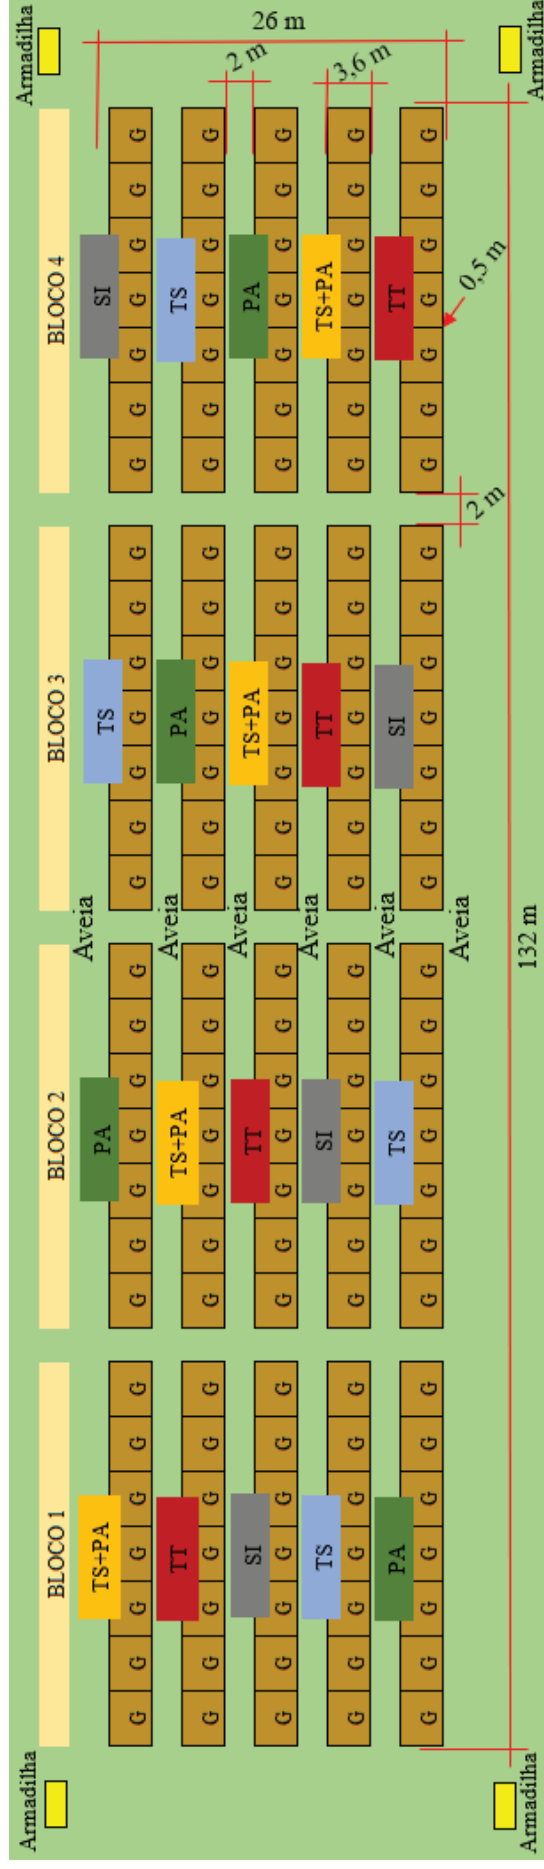 Armadilha BLOCO 1 BLOCO 2 BLOCO 3 BLOCO 4 Armadilha
Aveia
TS+PA PA TS SI
G G G G G G G G G G G G G G G G G G G G G G G G G G G G
Aveia
TT TS+PA PA TS
G G G G G G G G G G G G G G G G G G G G G G G G G G G G
2 m
26 m
Aveia
SI TT TS+PA PA
G G G G G G G G G G G G G G G G G G G G G G G G G G G G
Aveia
TS SI TT TS+PA
G G G G G G G G G G G G G G G G G G G G G G G G G G G G
3,6 m
Aveia
PA TS SI TT
G G G G G G G G G G G G G G G G G G G G G G G G G G G G
Aveia
2 m
0,5 m
132 m
Armadilha Armadilha